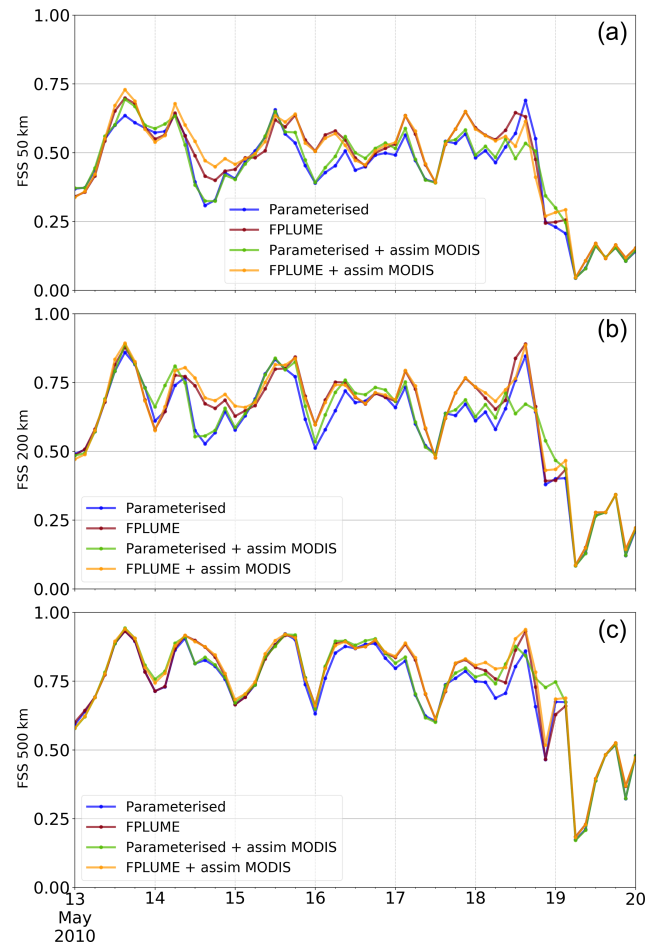 (a)
1.00
0.75
0.50
0.25
0.00
FSS 50 km
Parameterised
FPLUME
Parameterised + assim MODIS
FPLUME + assim MODIS
(b)
1.00
0.75
0.50
0.25
0.00
FSS 200 km
Parameterised
FPLUME
Parameterised + assim MODIS
FPLUME + assim MODIS
(c)
1.00
0.75
0.50
0.25
0.00
FSS 500 km
Parameterised
FPLUME
Parameterised + assim MODIS
FPLUME + assim MODIS
13 14 15 16 17 18 19 20
May
2010